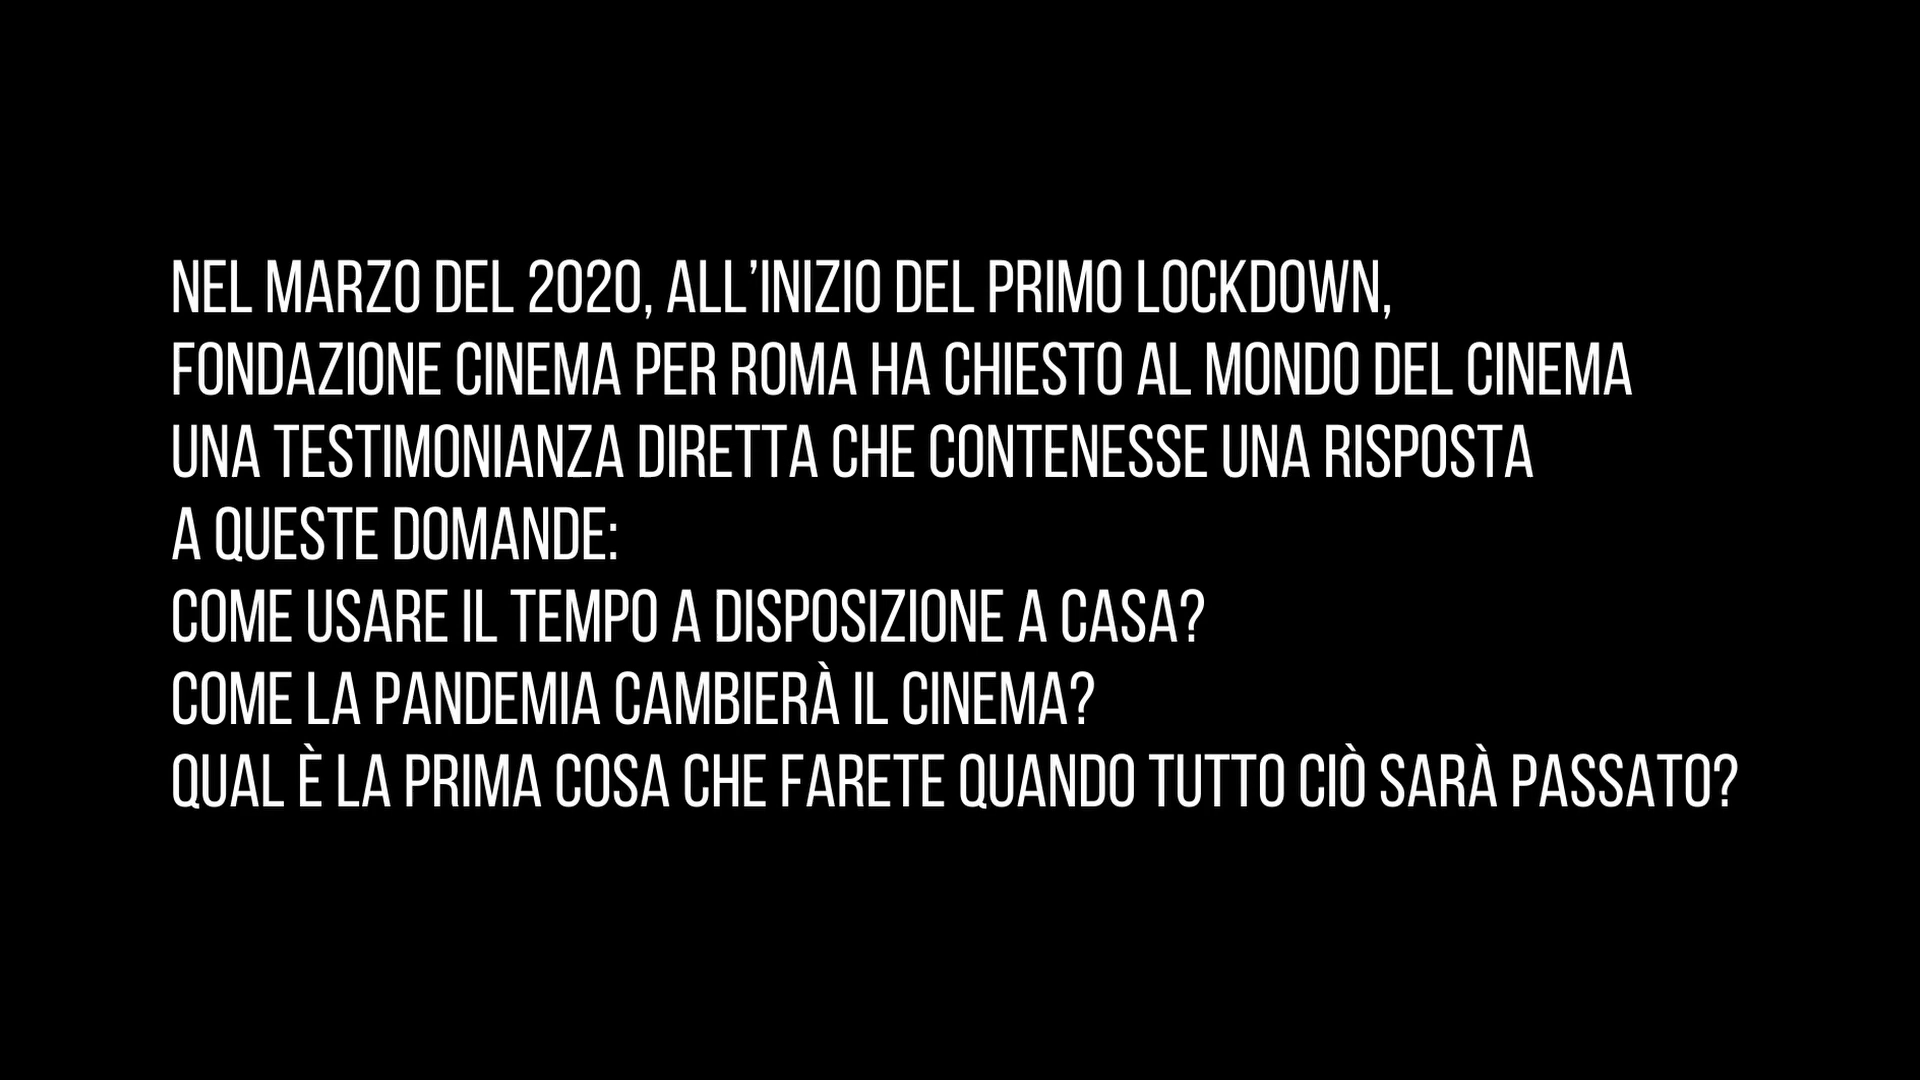 NEL MARZO DEL 2020, ALL’INIZIO DEL PRIMO LOCKDOWN,
FONDAZIONE CINEMA PER ROMA HA CHIESTO AL MONDO DEL CINEMA
UNA TESTIMONIANZA DIRETTA CHE CONTENESSE UNA RISPOSTA
A QUESTE DOMANDE:
COME USARE IL TEMPO A DISPOSIZIONE A CASA?
COME LA PANDEMIA CAMBIERÀ IL CINEMA?
QUAL È LA PRIMA COSA CHE FARETE QUANDO TUTTO CIÒ SARÀ PASSATO?